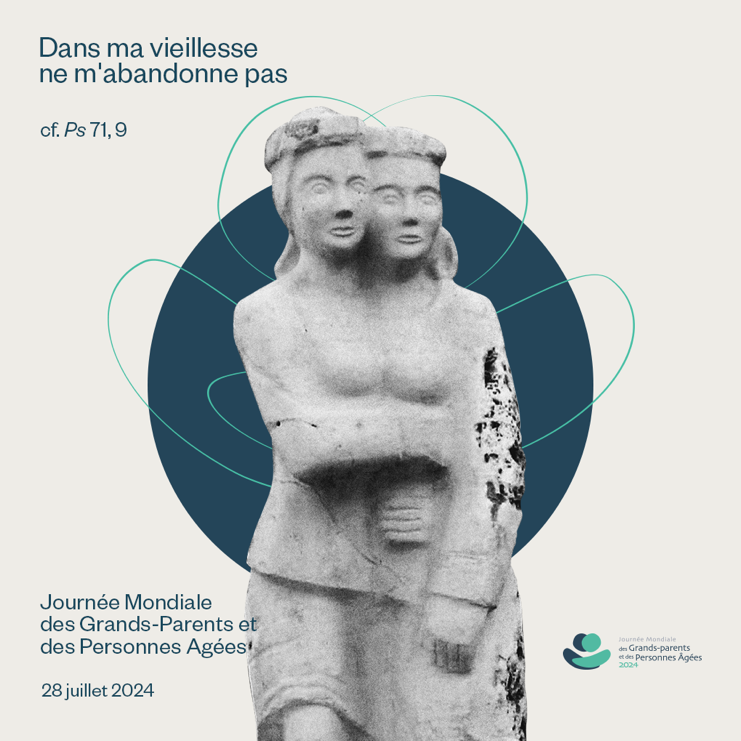 Dans ma vieillesse
ne m'abandonne pas
cf. Ps 71, 9
Journée Mondiale
des Grands-Parents et
des Personnes Agées
28 juillet 2024
Journée Mondiale
des Grands-parents
et des Personnes Âgées
2024